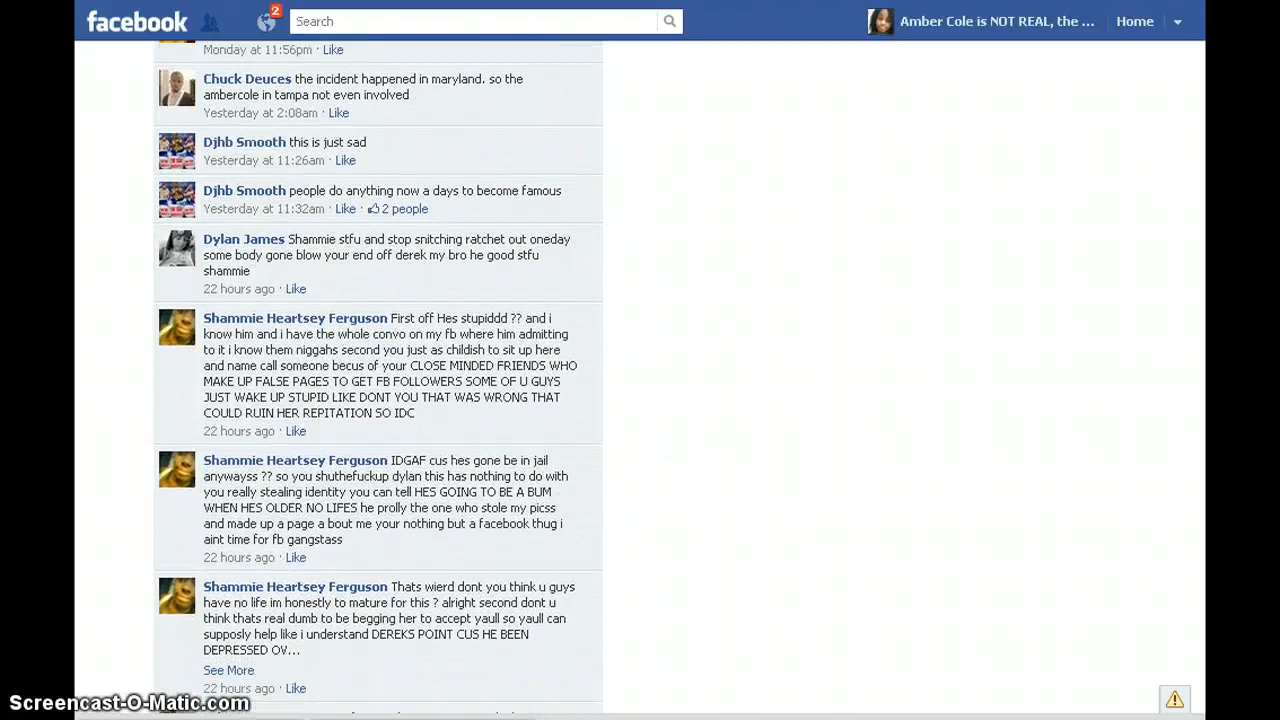 facebook
2
Search
Amber Cole is NOT REAL, the ...
Home
Monday at 11:56pm · Like
Chuck Deuces the incident happened in maryland. so the
ambercole in tampa not even involved
Yesterday at 2:08am · Like
Djhb Smooth this is just sad
Yesterday at 11:26am · Like
Djhb Smooth people do anything now a days to become famous
Yesterday at 11:32am · Like · 2 people
Dylan James Shammie stfu and stop snitching ratchet out oneday
some body gone blow your end off derek my bro he good stfu
shammie
22 hours ago · Like
Shammie Heartsey Ferguson First off Hes stupiddd ?? and i
know him and i have the whole convo on my fb where him admitting
to it i know them niggahs second you just as childish to sit up here
and name call someone becus of your CLOSE MINDED FRIENDS WHO
MAKE UP FALSE PAGES TO GET FB FOLLOWERS SOME OF U GUYS
JUST WAKE UP STUPID LIKE DONT YOU THAT WAS WRONG THAT
COULD RUIN HER REPITATION SO IDC
22 hours ago · Like
Shammie Heartsey Ferguson IDGAF cus hes gone be in jail
anywayss ?? so you shuthefuckup dylan this has nothing to do with
you really stealing identity you can tell HES GOING TO BE A BUM
WHEN HES OLDER NO LIFES he prolly the one who stole my picss
and made up a page a bout me your nothing but a facebook thug i
aint time for fb gangstass
22 hours ago · Like
Shammie Heartsey Ferguson Thats wierd dont you think u guys
have no life im honestly to mature for this ? alright second dont u
think thats real dumb to be begging her to accept yaull so yaull can
supposly help like i understand DEREKS POINT CUS HE BEEN
DEPRESSED OV...
See More
22 hours ago · Like
Screencast-O-Matic.com